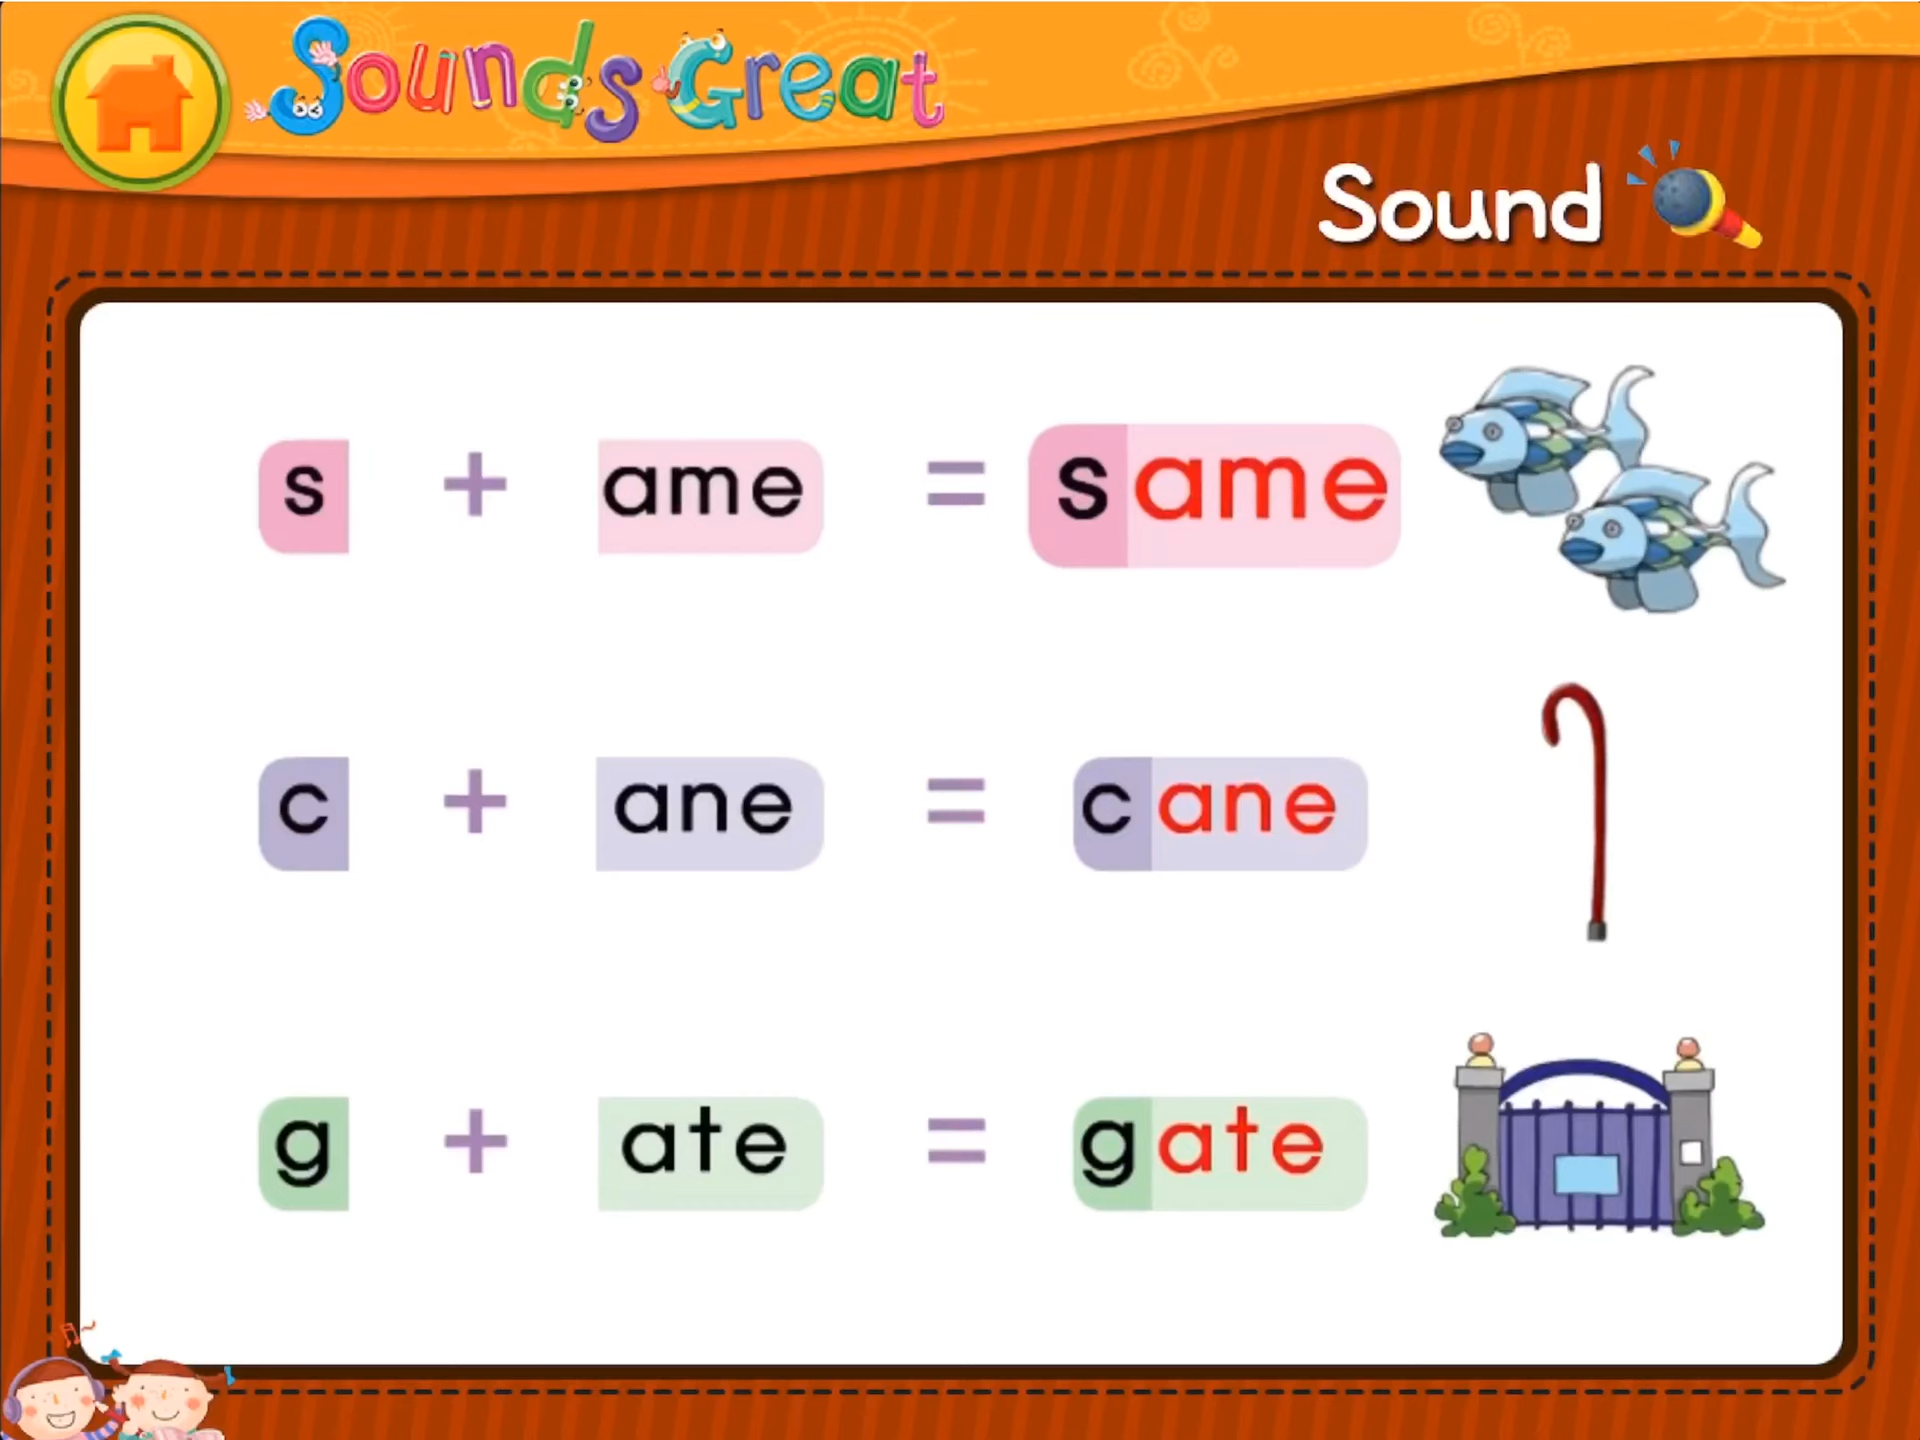 Sounds Great
Sound
s + ame = same
c + ane = cane
g + ate = gate